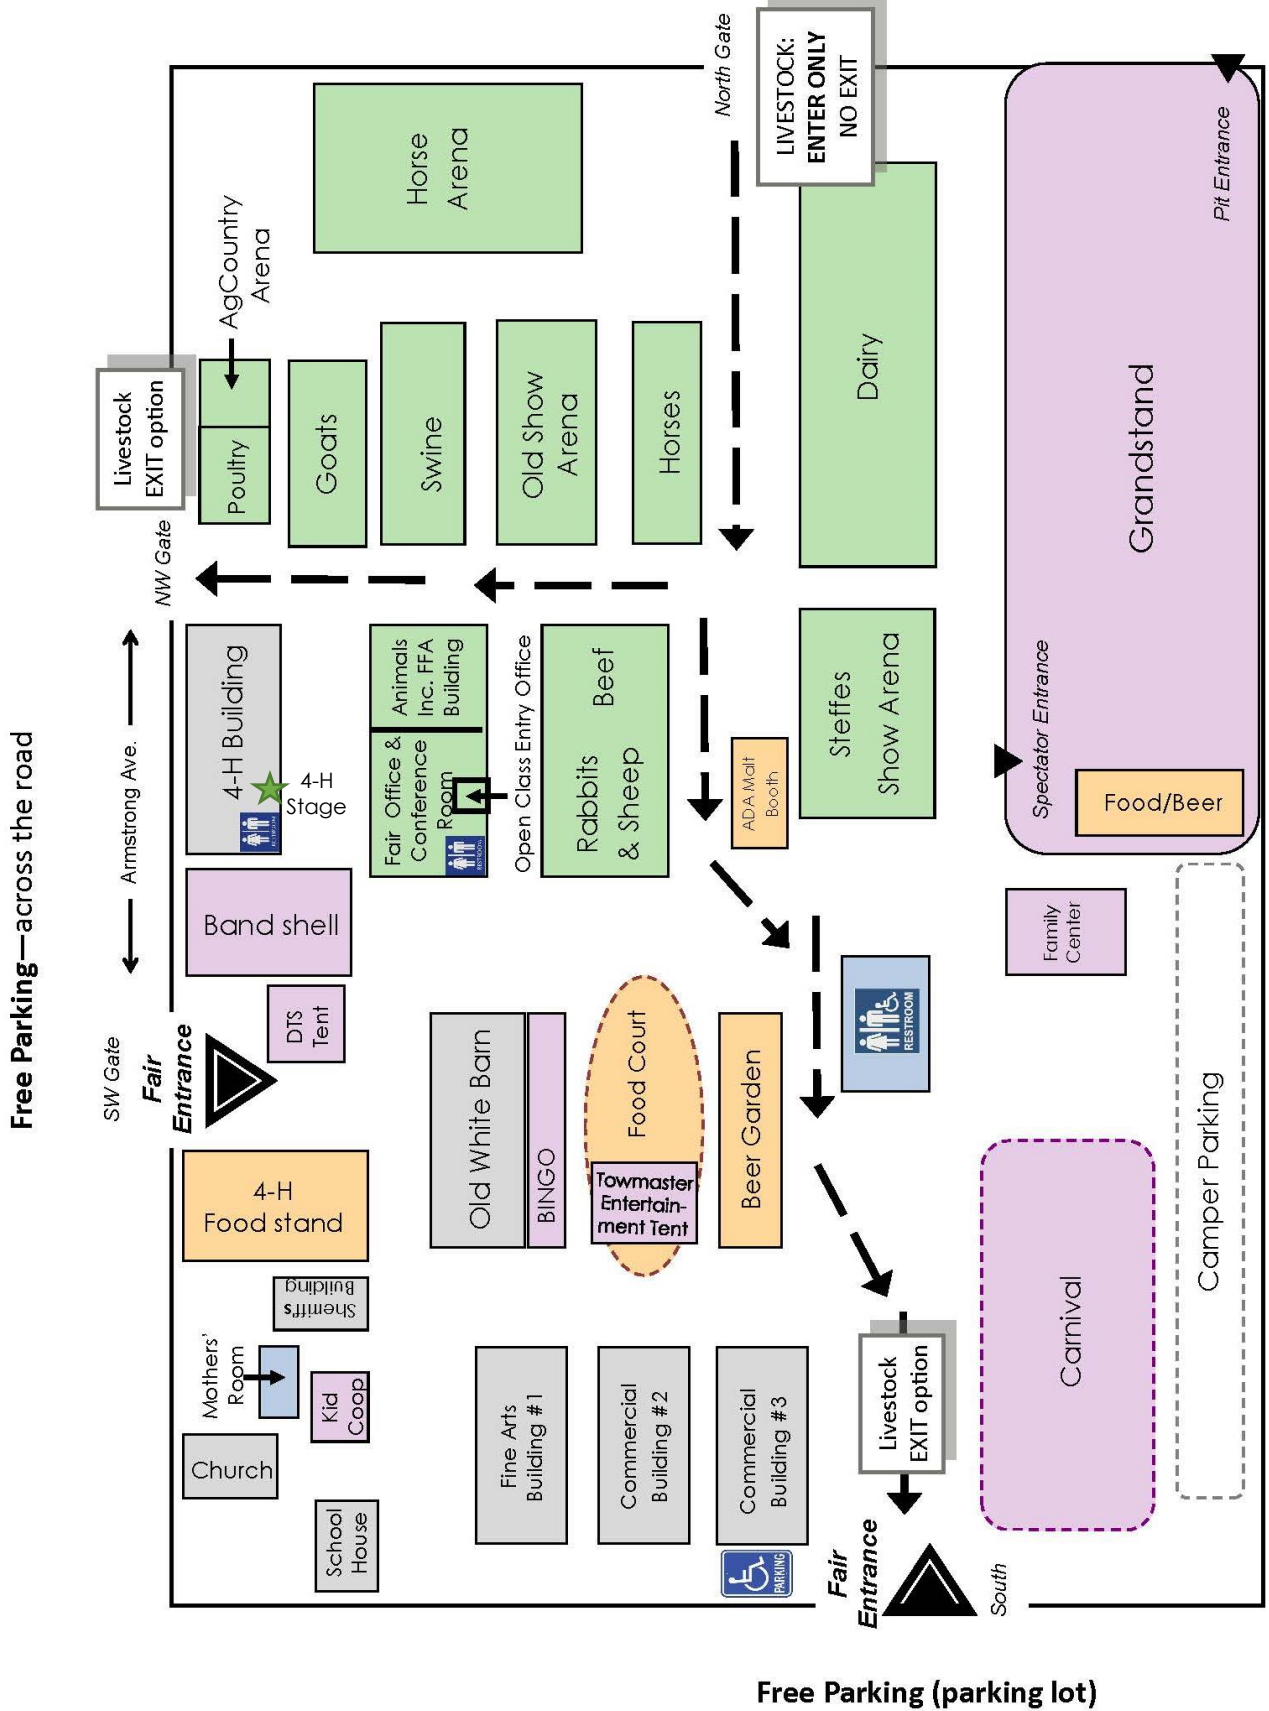 Free Parking—across the road
Armstrong Ave.
SW Gate
Fair
Entrance
NW Gate
Livestock
EXIT option
North Gate
LIVESTOCK:
ENTER ONLY
NO EXIT
AgCountry
Arena
Horse
Arena
Poultry
Goats
Swine
Old Show
Arena
Horses
Dairy
Grandstand
Pit Entrance
Spectator Entrance
Food/Beer
4-H Building
4-H
Stage
RESTROOM
Animals
Inc. FFA
Building
Fair Office &
Conference
Room
RESTROOM
Open Class Entry Office
Beef
Rabbits
& Sheep
ADA Malt
Booth
Steffes
Show Arena
Band shell
DTS
Tent
Family
Center
RESTROOM
Old White Barn
BINGO
Food Court
Towmaster
Entertain-
ment Tent
Beer Garden
4-H
Food stand
Sherriff's
Building
Mothers'
Room
Kid
Coop
Church
School
House
Fine Arts
Building #1
Commercial
Building #2
Commercial
Building #3
PARKING
Livestock
EXIT option
Carnival
Camper Parking
Fair
Entrance
South
Free Parking (parking lot)